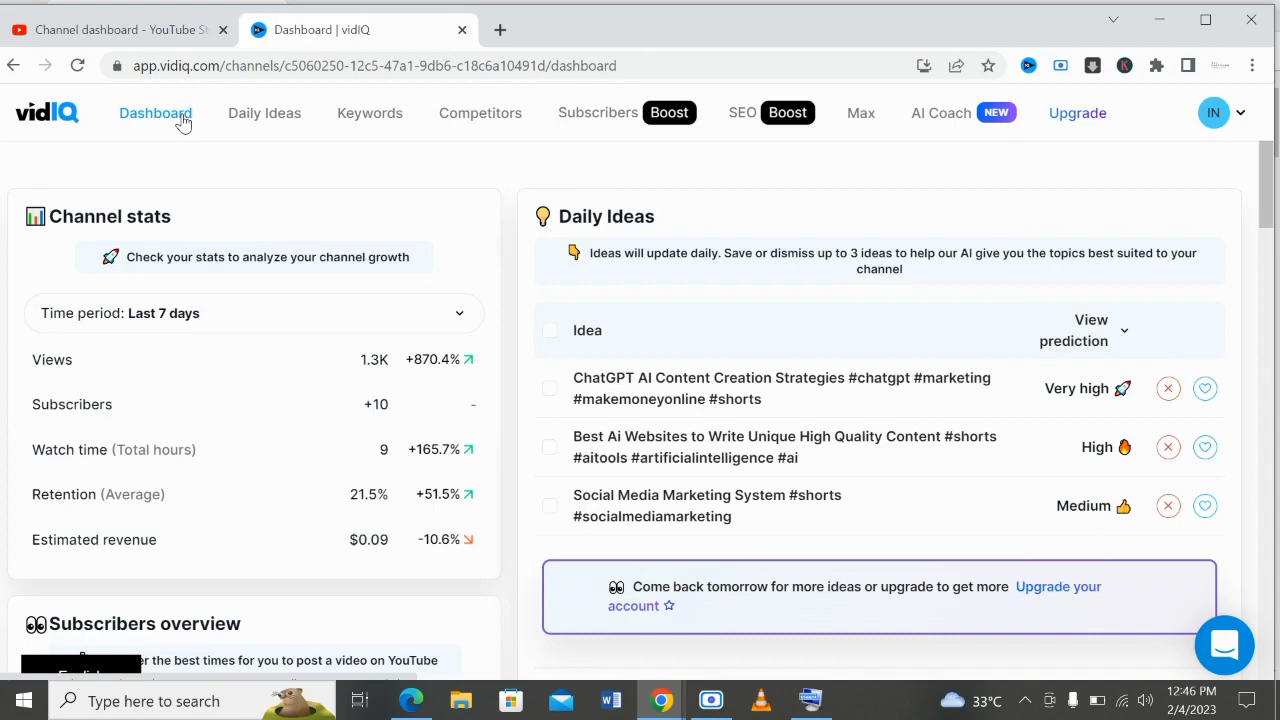 Channel dashboard - YouTube St
Dashboard | vidIQ
app.vidiq.com/channels/c5060250-12c5-47a1-9db6-c18c6a10491d/dashboard
vidIQ
Dashboard
Daily Ideas
Keywords
Competitors
Subscribers Boost
SEO Boost
Max
AI Coach NEW
Upgrade
IN
Channel stats
Check your stats to analyze your channel growth
Time period: Last 7 days
Views 1.3K +870.4%
Subscribers +10 -
Watch time (Total hours) 9 +165.7%
Retention (Average) 21.5% +51.5%
Estimated revenue $0.09 -10.6%
Subscribers overview
er the best times for you to post a video on YouTube
Daily Ideas
Ideas will update daily. Save or dismiss up to 3 ideas to help our AI give you the topics best suited to your
channel
Idea
View
prediction
ChatGPT AI Content Creation Strategies #chatgpt #marketing
#makemoneyonline #shorts
Very high
Best Ai Websites to Write Unique High Quality Content #shorts
#aitools #artificialintelligence #ai
High
Social Media Marketing System #shorts
#socialmediamarketing
Medium
Come back tomorrow for more ideas or upgrade to get more Upgrade your
account
Type here to search
33°C
12:46 PM
2/4/2023